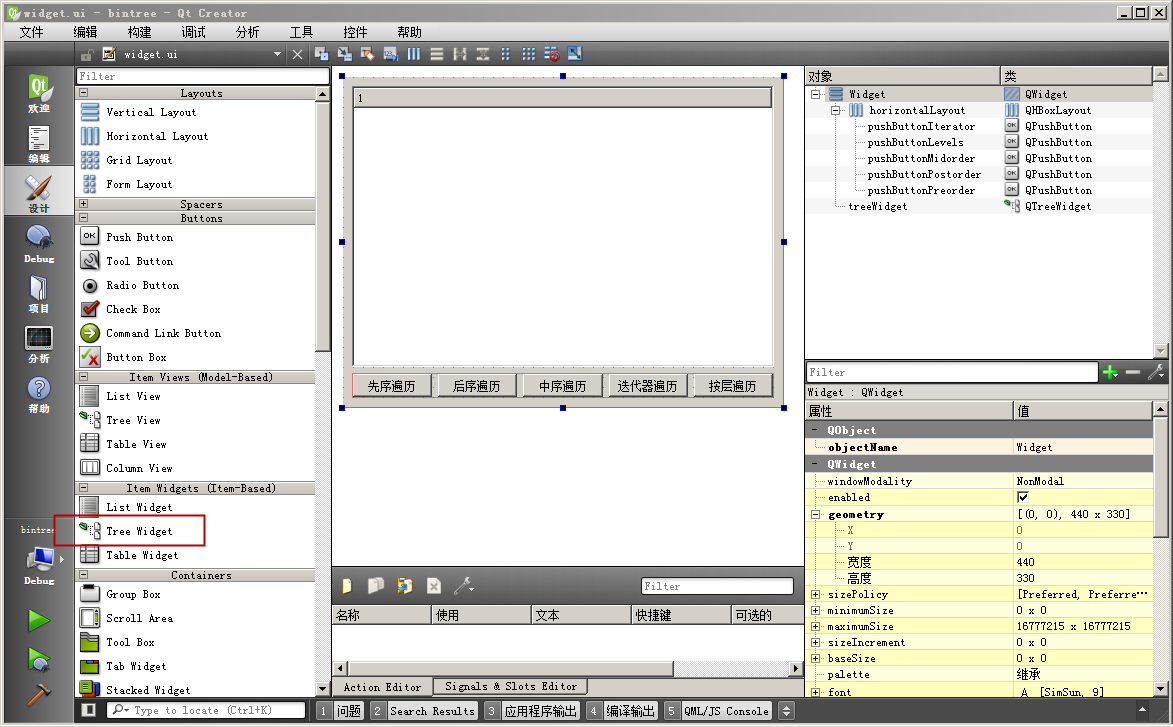 widget.ui - bintree - Qt Creator
文件 编辑 构建 调试 分析 工具 控件 帮助
widget.ui
欢迎
编辑
设计
Debug
项目
分析
帮助
bintree
Debug
Filter
Layouts
Vertical Layout
Horizontal Layout
Grid Layout
Form Layout
Spacers
Buttons
OK Push Button
Tool Button
Radio Button
Check Box
Command Link Button
Button Box
Item Views (Model-Based)
List View
Tree View
Table View
Column View
Item Widgets (Item-Based)
List Widget
Tree Widget
Table Widget
Containers
Group Box
Scroll Area
Tool Box
Tab Widget
Stacked Widget
1
先序遍历 后序遍历 中序遍历 迭代器遍历 按层遍历
Filter
名称 使用 文本 快捷键 可选的
Action Editor Signals & Slots Editor
对象 类
Widget QWidget
horizontalLayout QHBoxLayout
pushButtonIterator OK QPushButton
pushButtonLevels OK QPushButton
pushButtonMidorder OK QPushButton
pushButtonPostorder OK QPushButton
pushButtonPreorder OK QPushButton
treeWidget QTreeWidget
Filter
Widget : QWidget
属性 值
QObject
objectName Widget
QWidget
windowModality NonModal
enabled
geometry [(0, 0), 440 x 330]
X 0
Y 0
宽度 440
高度 330
sizePolicy [Preferred, Preferre···
minimumSize 0 x 0
maximumSize 16777215 x 16777215
sizeIncrement 0 x 0
baseSize 0 x 0
palette 继承
font A [SimSun, 9]
Type to locate (Ctrl+K) 1 问题 2 Search Results 3 应用程序输出 4 编译输出 5 QML/JS Console